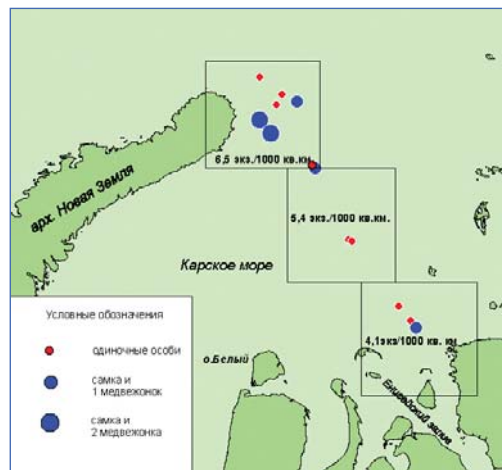 6,5 экз./1000 кв.км.
арх. Новая Земля
5,4 экз./1000 кв.км.
Карское море
Условные обозначения
одиночные особи
самка и
1 медвежонок
самка и
2 медвежонка
о.Белый
4,1экз/1000 кв. км
залив